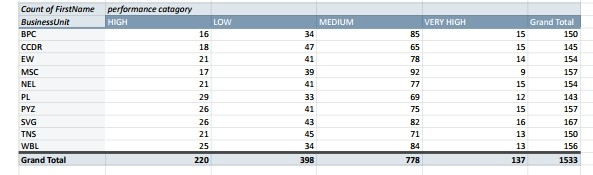 Count of FirstName performance catagory
BusinessUnit HIGH LOW MEDIUM VERY HIGH Grand Total
BPC 16 34 85 15 150
CCDR 18 47 65 15 145
EW 21 41 78 14 154
MSC 17 39 92 9 157
NEL 21 41 77 15 154
PL 29 33 69 12 143
PYZ 26 41 75 15 157
SVG 26 43 82 16 167
TNS 21 45 71 13 150
WBL 25 34 84 13 156
Grand Total 220 398 778 137 1533